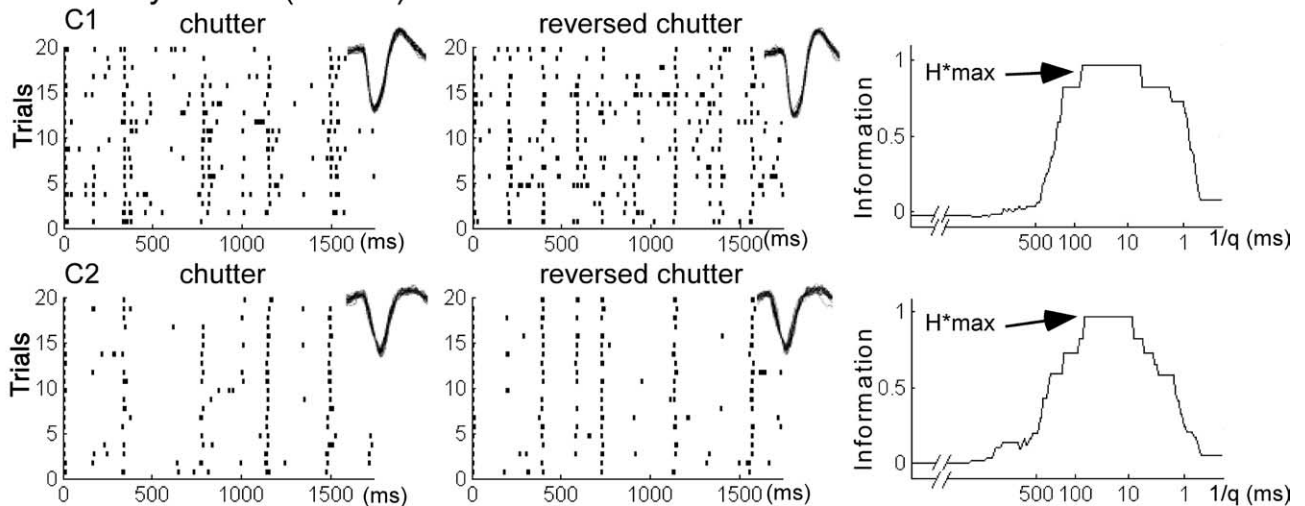 C1
chutter
reversed chutter
Trials
20
15
10
5
0
0 500 1000 1500 (ms)
0 500 1000 1500 (ms)
H*max
Information
1
0.5
0
500 100 10 1 1/q (ms)
C2
chutter
reversed chutter
Trials
20
15
10
5
0
0 500 1000 1500 (ms)
0 500 1000 1500 (ms)
H*max
Information
1
0.5
0
500 100 10 1 1/q (ms)